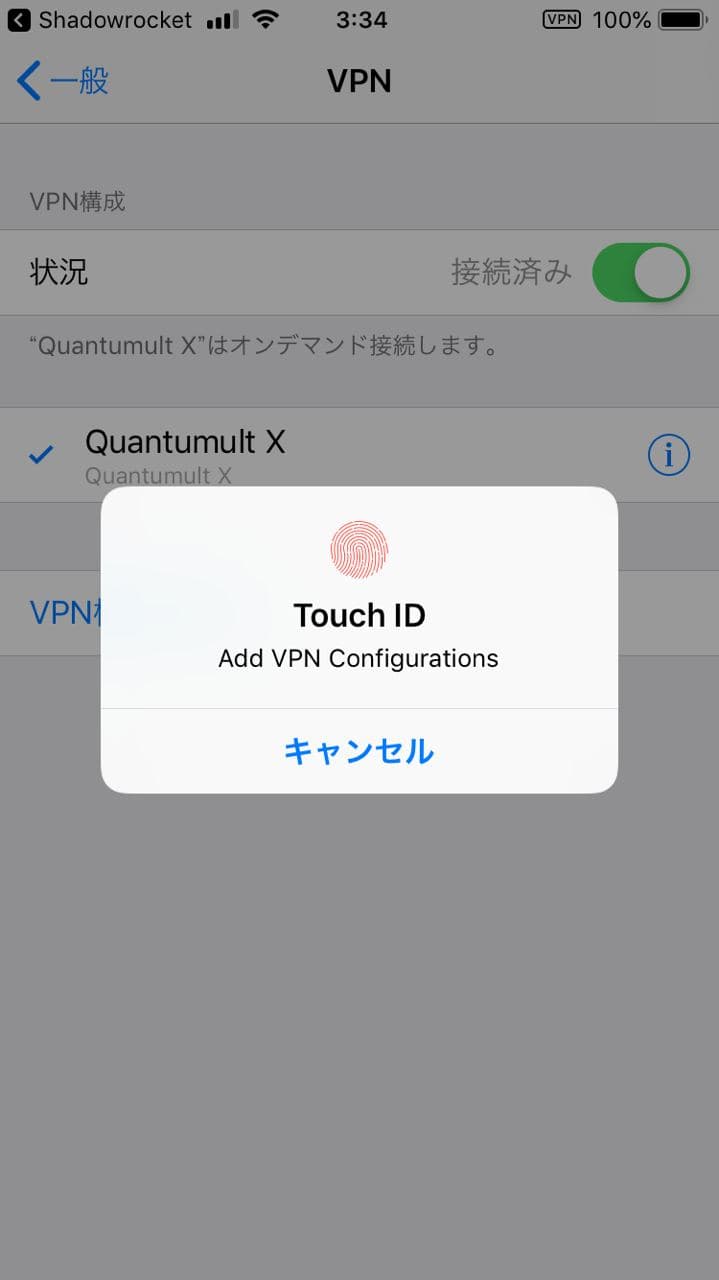 Shadowrocket 3:34 VPN 100%
一般 VPN
VPN構成
状況 接続済み
“Quantumult X”はオンデマンド接続します。
Quantumult X
Quantumult X
Touch ID
VPN
Add VPN Configurations
キャンセル